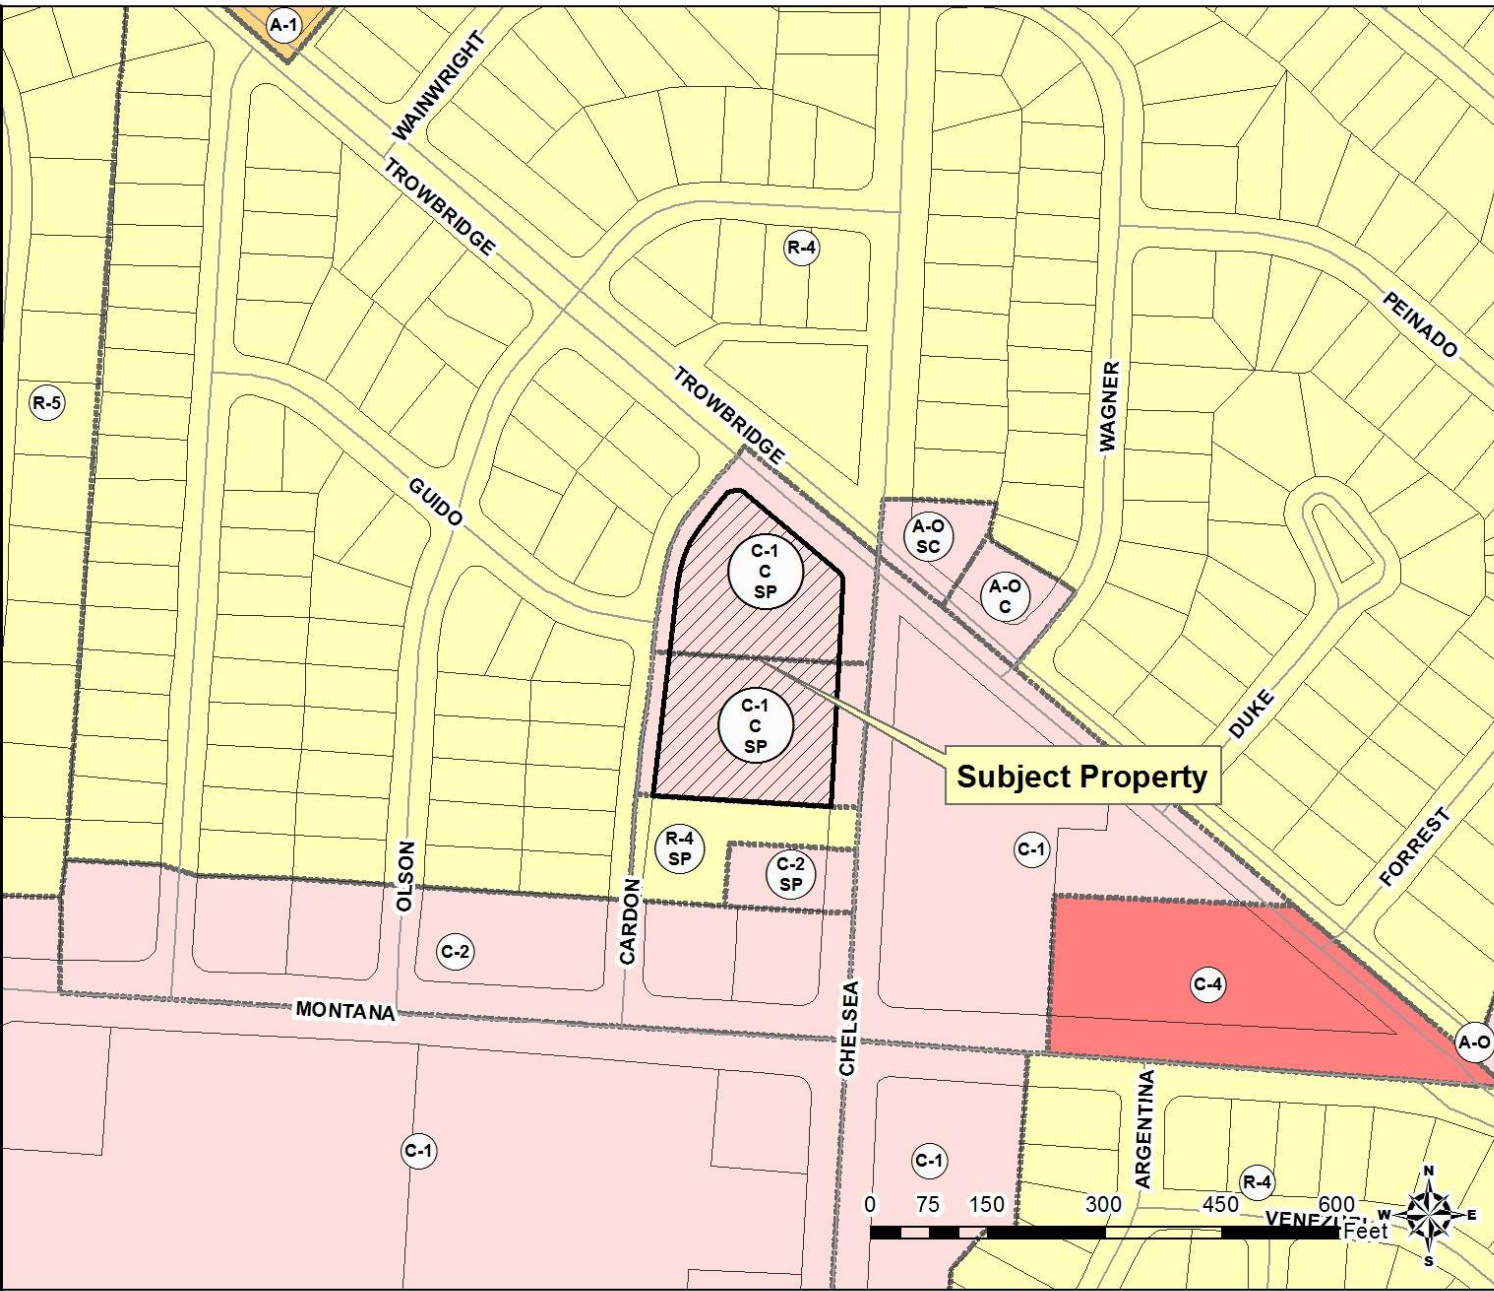 A-1
WAINWRIGHT
TROWBRIDGE
R-4
PEINADO
R-5
TROWBRIDGE
WAGNER
GUIDO
A-O
SC
C-1
C
SP
A-O
C
C-1
C
SP
DUKE
Subject Property
R-4
SP
C-2
SP
C-1
FORREST
OLSON
CARDON
C-2
C-4
MONTANA
CHELSEA
A-O
ARGENTINA
C-1
C-1
R-4
N
W
E
S
0 75 150 300 450 600
Feet